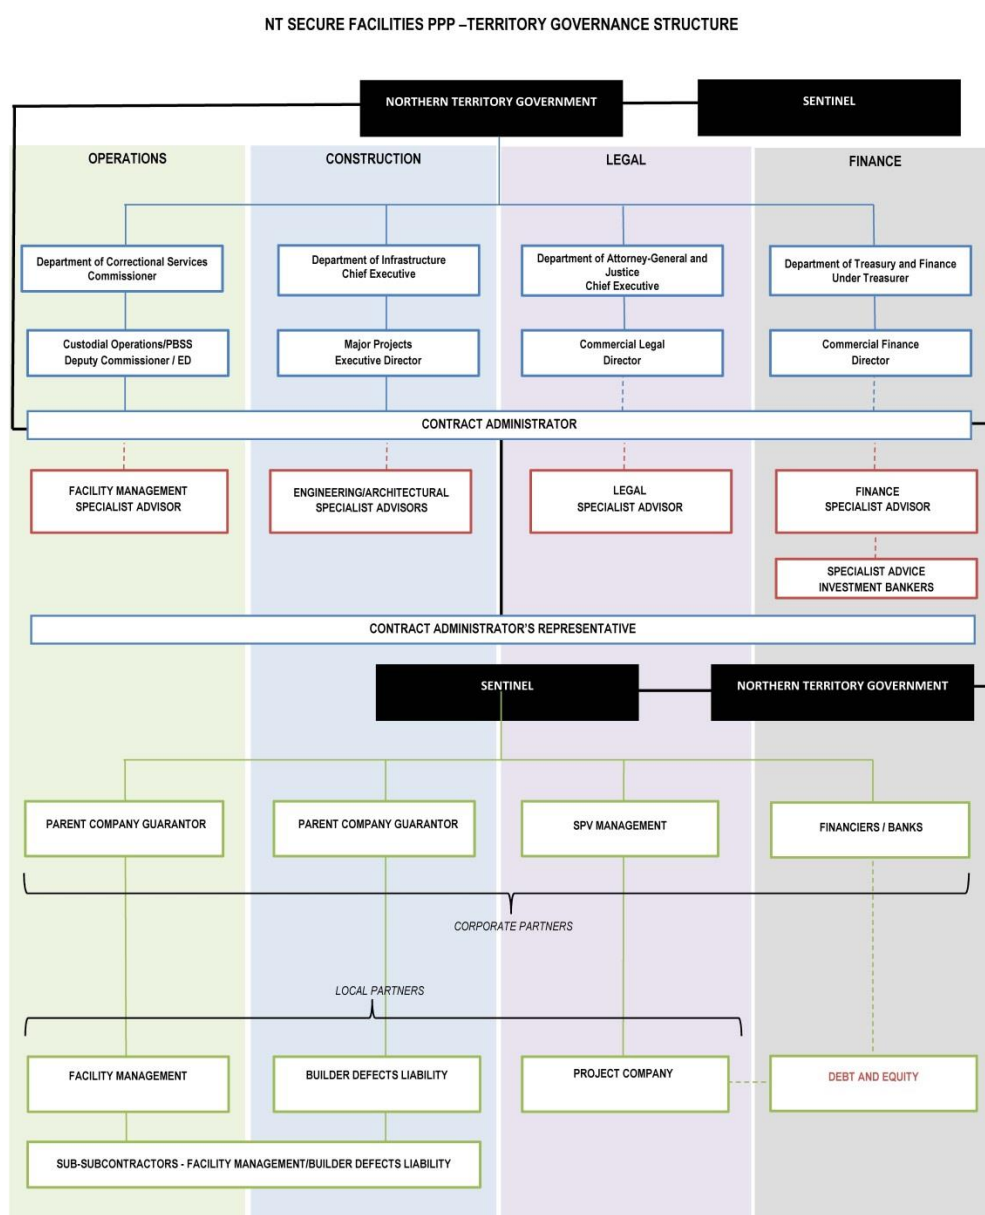 NT SECURE FACILITIES PPP –TERRITORY GOVERNANCE STRUCTURE
NORTHERN TERRITORY GOVERNMENT
SENTINEL
OPERATIONS
CONSTRUCTION
LEGAL
FINANCE
Department of Correctional Services
Commissioner
Department of Infrastructure
Chief Executive
Department of Attorney-General and
Justice
Chief Executive
Department of Treasury and Finance
Under Treasurer
Custodial Operations/PBSS
Deputy Commissioner / ED
Major Projects
Executive Director
Commercial Legal
Director
Commercial Finance
Director
CONTRACT ADMINISTRATOR
FACILITY MANAGEMENT
SPECIALIST ADVISOR
ENGINEERING/ARCHITECTURAL
SPECIALIST ADVISORS
LEGAL
SPECIALIST ADVISOR
FINANCE
SPECIALIST ADVISOR
SPECIALIST ADVICE
INVESTMENT BANKERS
CONTRACT ADMINISTRATOR'S REPRESENTATIVE
SENTINEL
NORTHERN TERRITORY GOVERNMENT
PARENT COMPANY GUARANTOR
PARENT COMPANY GUARANTOR
SPV MANAGEMENT
FINANCIERS / BANKS
CORPORATE PARTNERS
LOCAL PARTNERS
FACILITY MANAGEMENT
BUILDER DEFECTS LIABILITY
PROJECT COMPANY
DEBT AND EQUITY
SUB-SUBCONTRACTORS - FACILITY MANAGEMENT/BUILDER DEFECTS LIABILITY